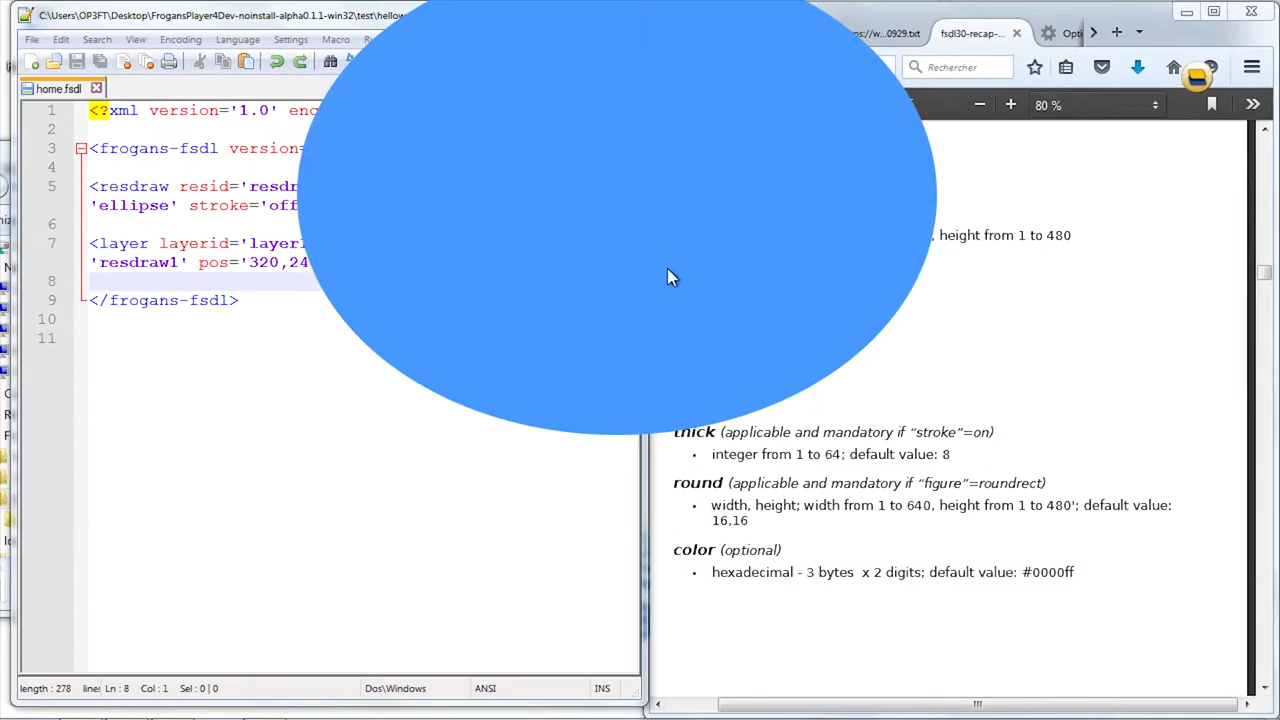 C:\Users\OP3FT\Desktop\FrogansPlayer4Dev-noinstall-alpha0.1.1-win32\test\hellow
File Edit Search View Encoding Language Settings Macro
home.fsdl
1 <?xml version='1.0' enc
2
3 <frogans-fsdl version=
4
5 <resdraw resid='resdr
'ellipse' stroke='off
6
7 <layer layerid='layer1
'resdraw1' pos='320,24
8
9 </frogans-fsdl>
10
11
length : 278 lines Ln : 8 Col : 1 Sel : 0 | 0 Dos\Windows ANSI INS
ps://w...0929.txt fsdl30-recap- Opti
Rechercher
80 %
, height from 1 to 480
thick (applicable and mandatory if “stroke”=on)
• integer from 1 to 64; default value: 8
round (applicable and mandatory if “figure”=roundrect)
• width, height; width from 1 to 640, height from 1 to 480'; default value:
16,16
color (optional)
• hexadecimal - 3 bytes x 2 digits; default value: #0000ff